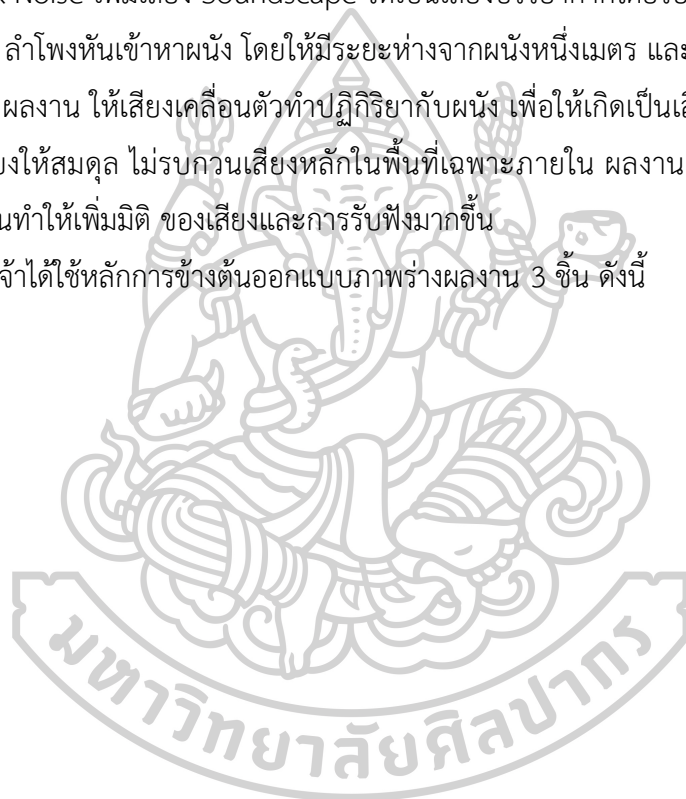 Noise เพิ่มเสียง Soundscape ให้เป็นเสียงบรรยากาศโดยรอบ
ลำโพงหันเข้าหาผนัง โดยให้มีระยะห่างจากผนังหนึ่งเมตร และ
ผลงาน ให้เสียงเคลื่อนตัวทำปฏิกิริยากับผนัง เพื่อให้เกิดเป็น
ให้สมดุล ไม่รบกวนเสียงหลักในพื้นที่เฉพาะภายใน ผลงาน
ทำให้เพิ่มมิติ ของเสียงและการรับฟังมากขึ้น
จ้าได้ใช้หลักการข้างต้นออกแบบภาพร่างผลงาน 3 ชิ้น ดังนี้
มหาวิทยาลัยศิลปากร